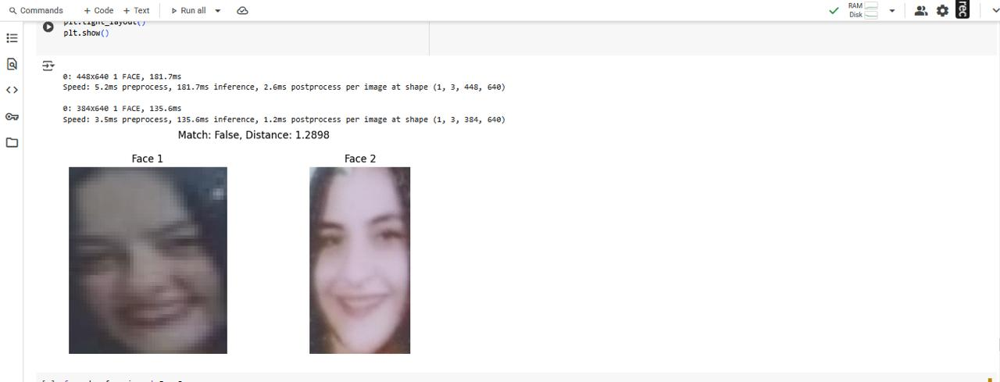 Commands + Code + Text Run all
RAM
Disk
rec
plt.tight_layout()
plt.show()
0: 448x640 1 FACE, 181.7ms
Speed: 5.2ms preprocess, 181.7ms inference, 2.6ms postprocess per image at shape (1, 3, 448, 640)
0: 384x640 1 FACE, 135.6ms
Speed: 3.5ms preprocess, 135.6ms inference, 1.2ms postprocess per image at shape (1, 3, 384, 640)
Match: False, Distance: 1.2898
Face 1 Face 2